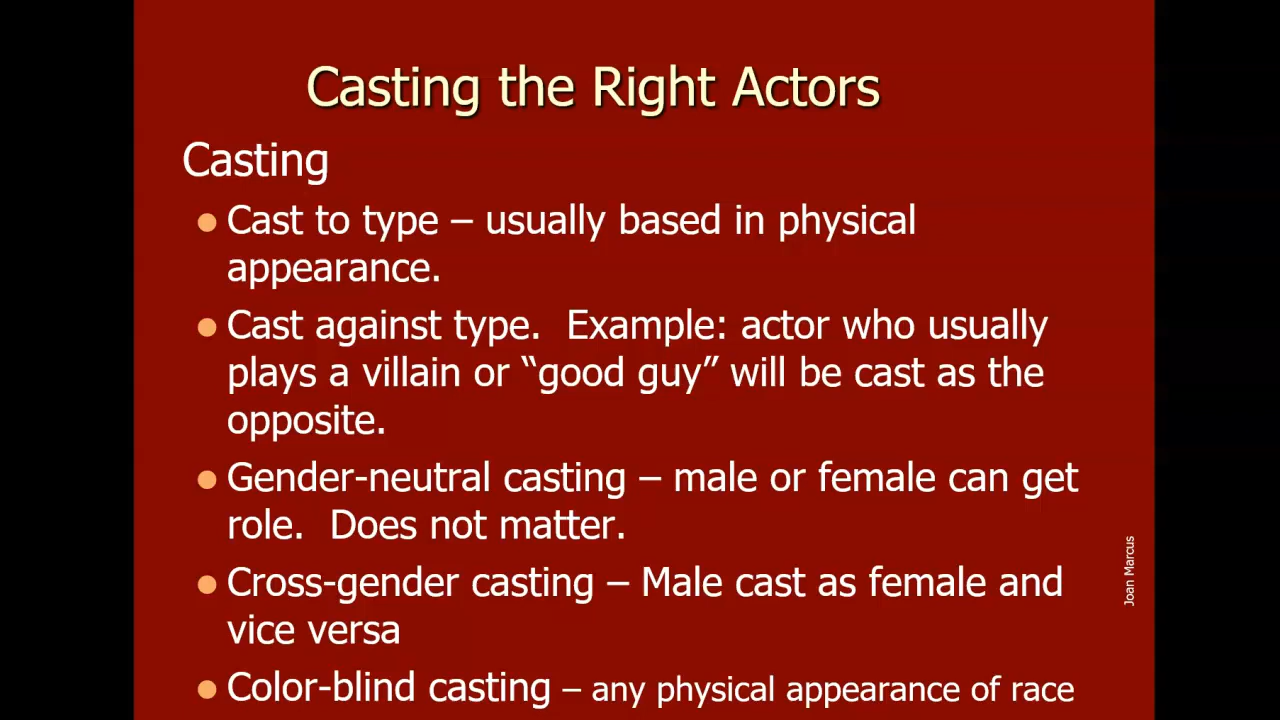 Casting the Right Actors
Casting
Cast to type – usually based in physical
appearance.
Cast against type.  Example: actor who usually
plays a villain or “good guy” will be cast as the
opposite.
Gender-neutral casting – male or female can get
role.  Does not matter.
Cross-gender casting – Male cast as female and
vice versa
Color-blind casting – any physical appearance of race
Joan Marcus